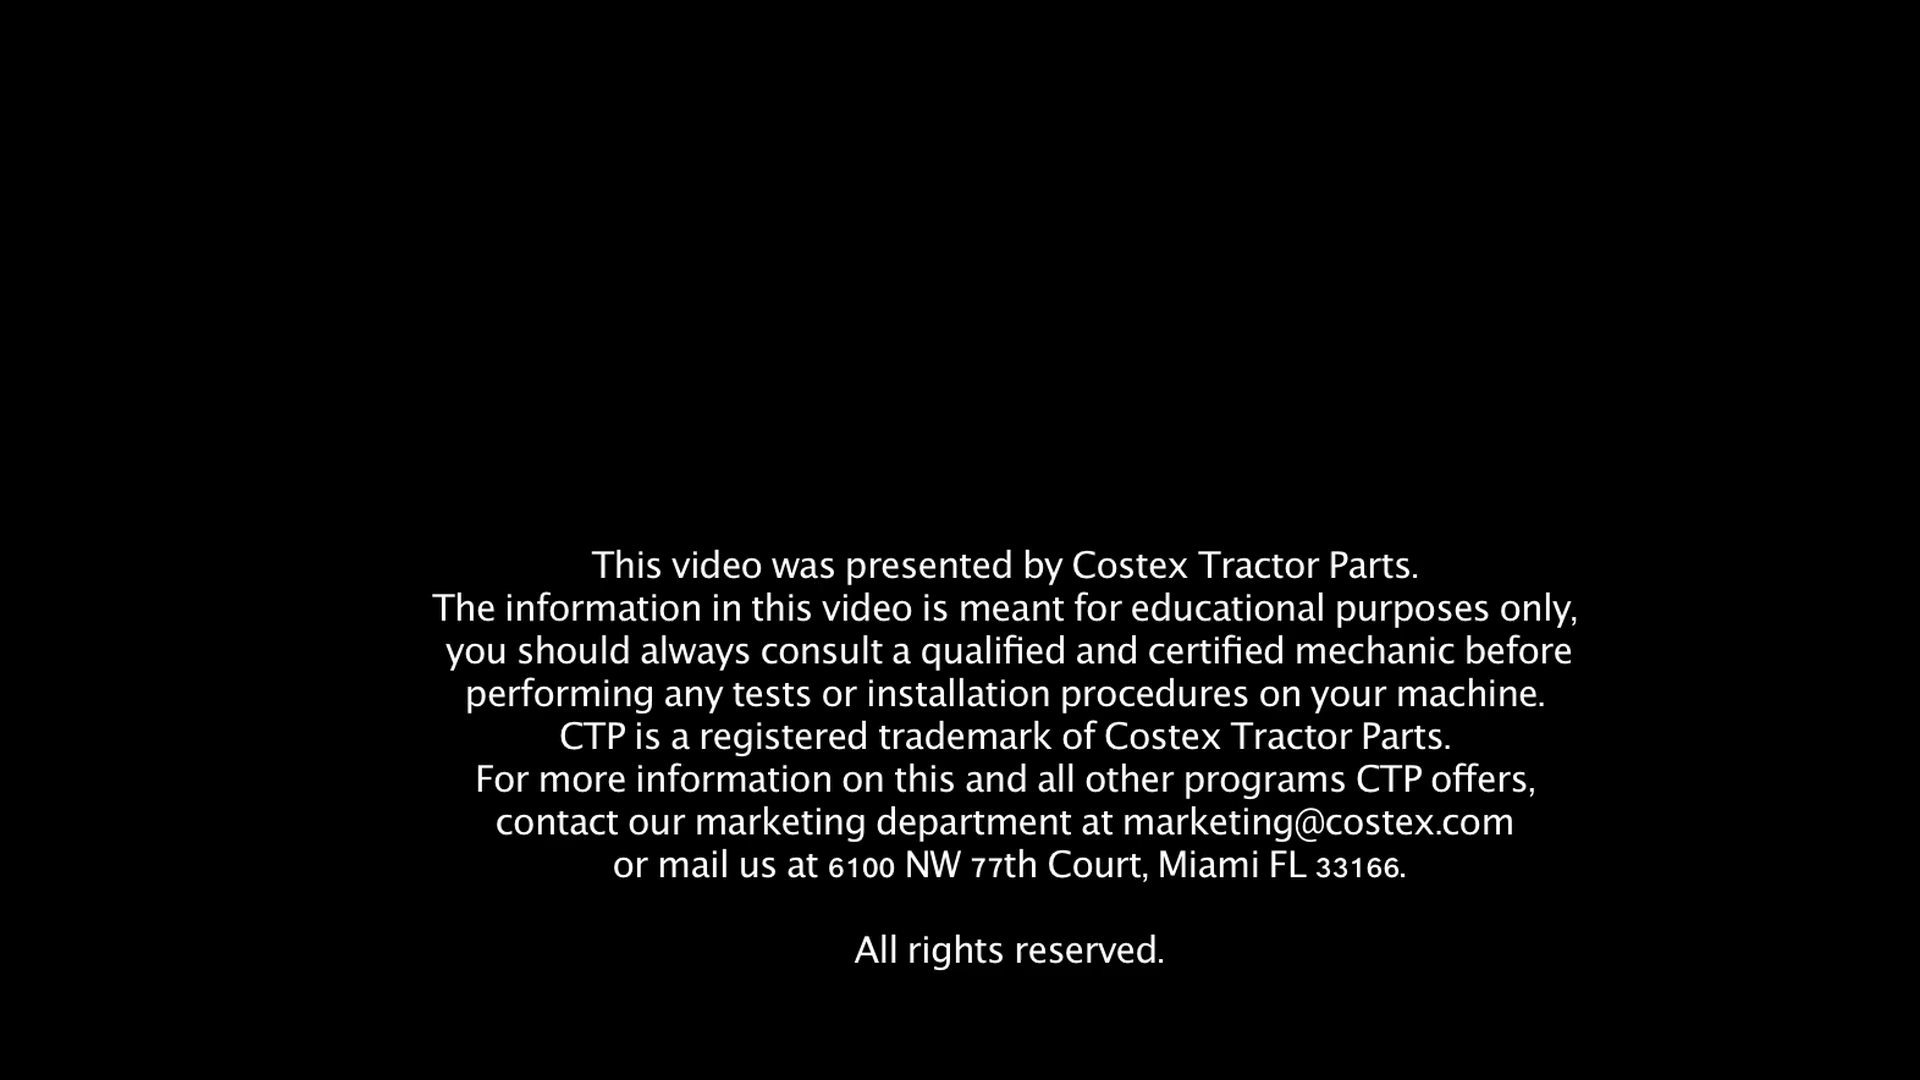 This video was presented by Costex Tractor Parts.
The information in this video is meant for educational purposes only,
you should always consult a qualified and certified mechanic before
performing any tests or installation procedures on your machine.
CTP is a registered trademark of Costex Tractor Parts.
For more information on this and all other programs CTP offers,
contact our marketing department at marketing@costex.com
or mail us at 6100 NW 77th Court, Miami FL 33166.
All rights reserved.